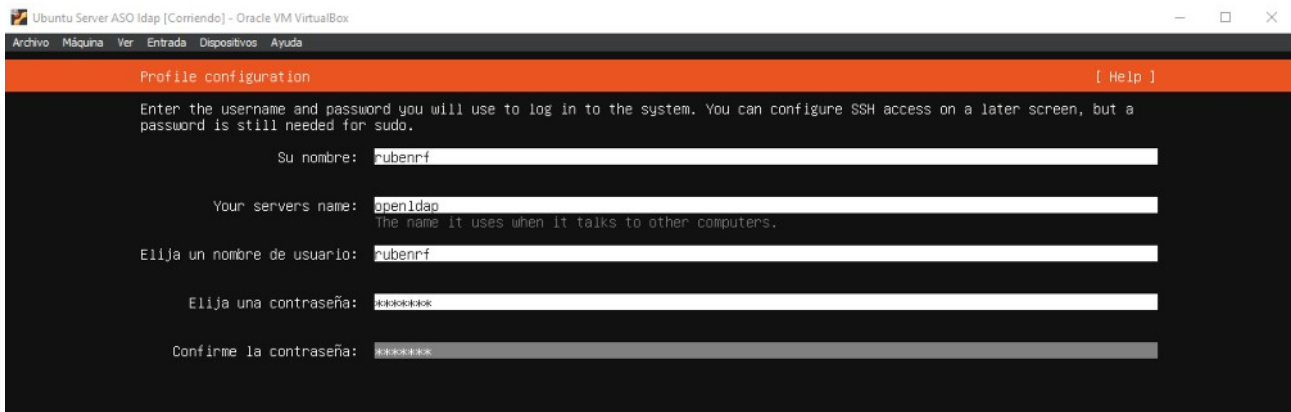 Ubuntu Server ASO ldap [Corriendo] - Oracle VM VirtualBox
Archivo Máquina Ver Entrada Dispositivos Ayuda
Profile configuration [ Help ]
Enter the username and password you will use to log in to the system. You can configure SSH access on a later screen, but a
password is still needed for sudo.
Su nombre: rubenrf
Your servers name: openldap
The name it uses when it talks to other computers.
Elija un nombre de usuario: rubenrf
Elija una contraseña: *******
Confirme la contraseña: *******